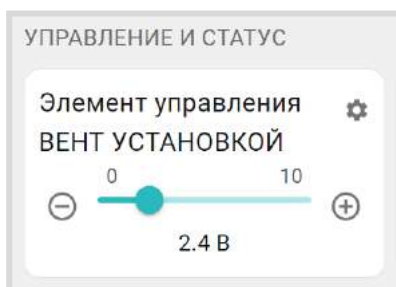 УПРАВЛЕНИЕ И СТАТУС
Элемент управления
ВЕНТ УСТАНОВКОЙ
0 10
2.4 В